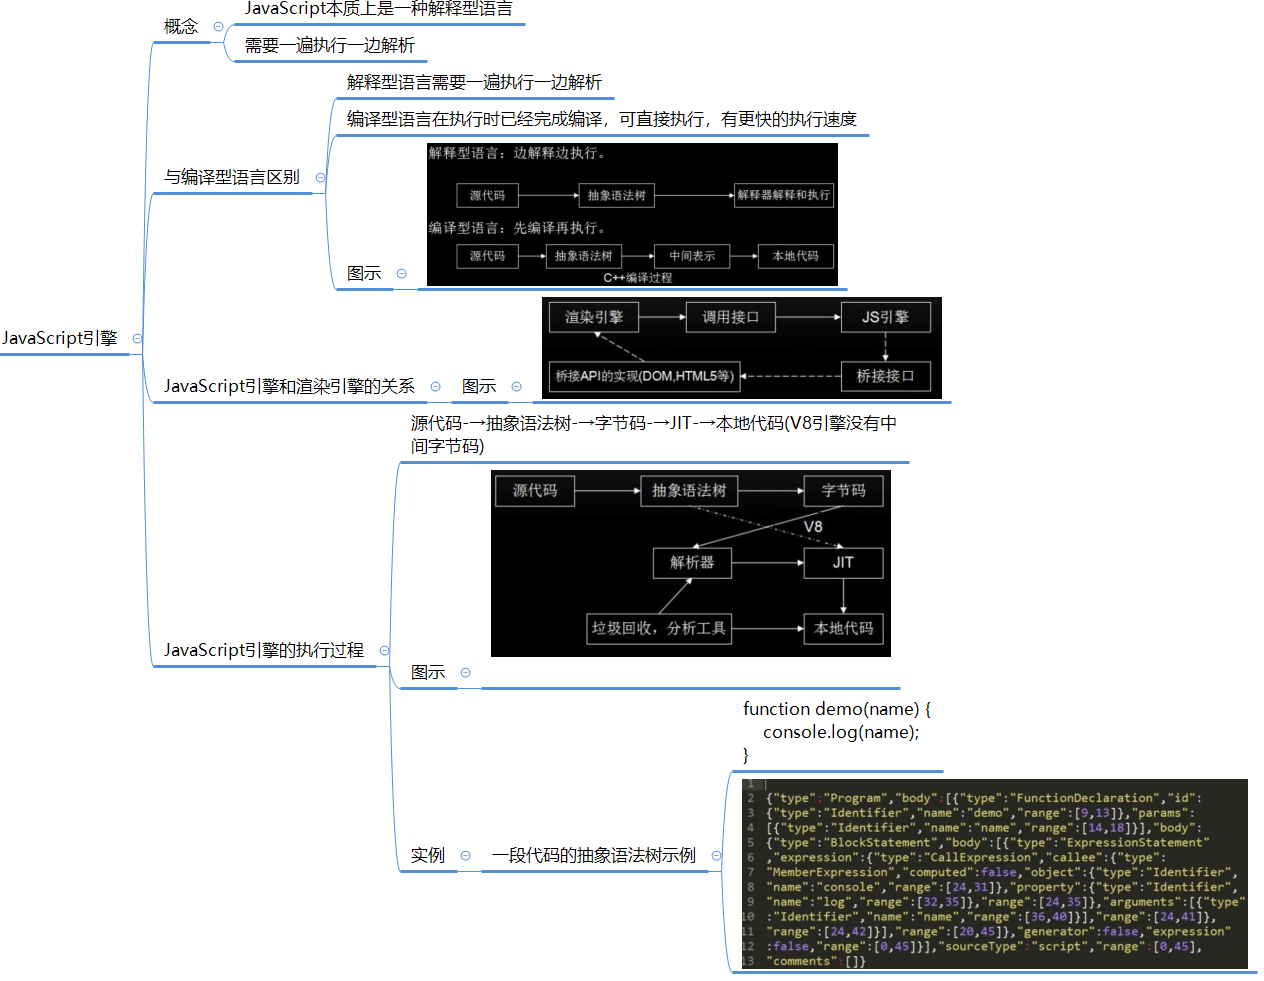 JavaScript引擎
概念
JavaScript本质上是一种解释型语言
需要一遍执行一边解析
与编译型语言区别
解释型语言需要一遍执行一边解析
编译型语言在执行时已经完成编译，可直接执行，有更快的执行速度
图示
解释型语言：边解释边执行。
源代码
抽象语法树
解释器解释和执行
编译型语言：先编译再执行。
源代码
抽象语法树
中间表示
本地代码
C++编译过程
JavaScript引擎和渲染引擎的关系
图示
渲染引擎
调用接口
JS引擎
桥接API的实现(DOM,HTML5等)
桥接接口
JavaScript引擎的执行过程
源代码-→抽象语法树-→字节码-→JIT-→本地代码(V8引擎没有中
间字节码)
图示
源代码
抽象语法树
字节码
V8
解析器
JIT
垃圾回收，分析工具
本地代码
实例
一段代码的抽象语法树示例
function demo(name) {
console.log(name);
}
1
2 {"type":"Program","body":[{"type":"FunctionDeclaration","id":
3 {"type":"Identifier","name":"demo","range":[9,13]},"params":
4 [{"type":"Identifier","name":"name","range":[14,18]}],"body":
5 {"type":"BlockStatement","body":[{"type":"ExpressionStatement"
6 ,"expression":{"type":"CallExpression","callee":{"type":
7 "MemberExpression","computed":false,"object":{"type":"Identifier",
8 "name":"console","range":[24,31]},"property":{"type":"Identifier",
9 "name":"log","range":[32,35]},"range":[24,35]},"arguments":[{"type"
10 :"Identifier","name":"name","range":[36,40]}],"range":[24,41]},
11 "range":[24,42]}],"range":[20,45]},"generator":false,"expression"
12 :false,"range":[0,45]}],"sourceType":"script","range":[0,45],
13 "comments":[]}